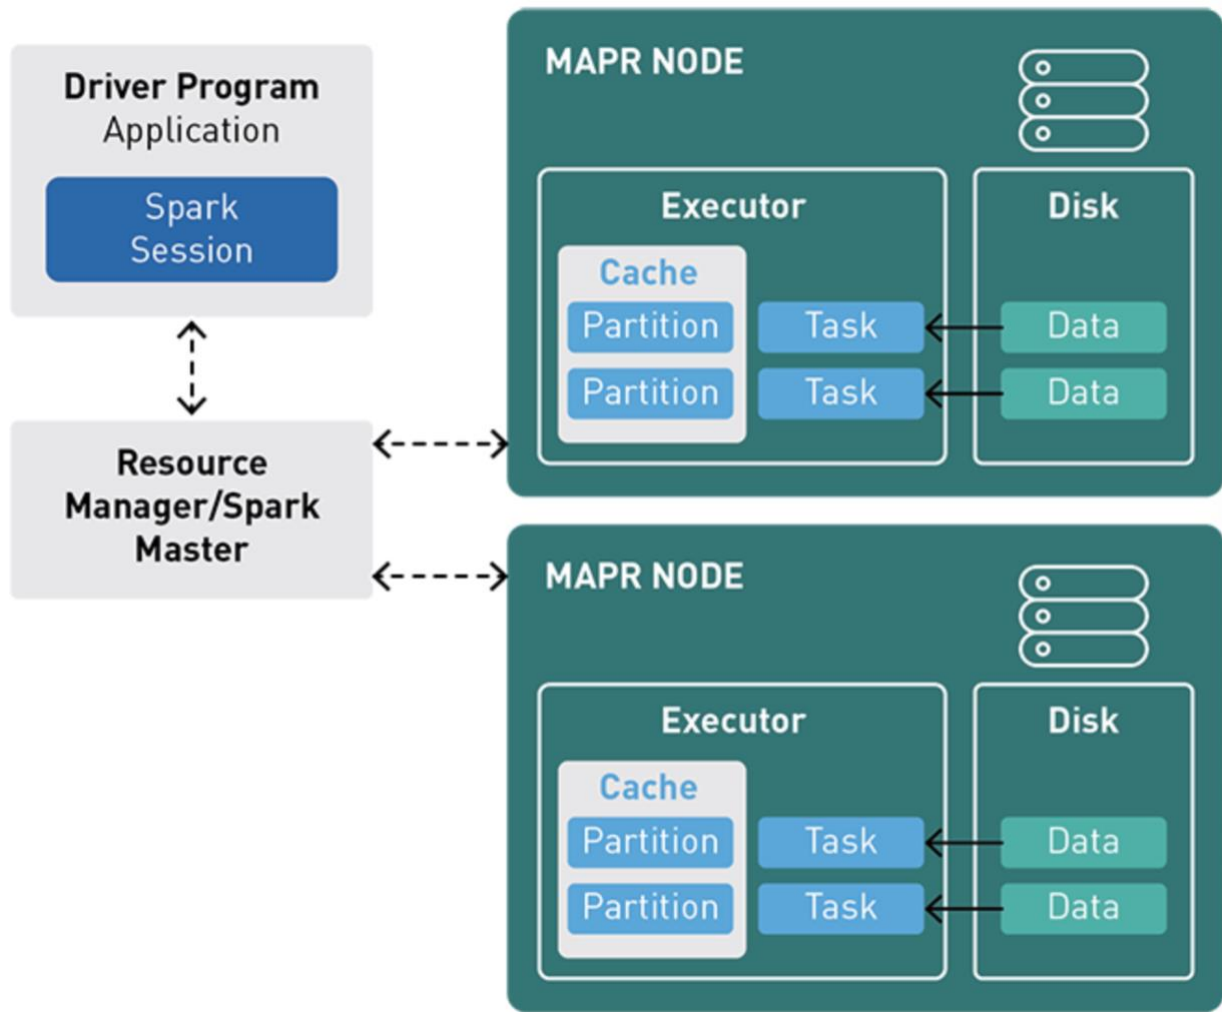 Driver Program
Application
Spark
Session
Resource
Manager/Spark
Master
MAPR NODE
Executor
Disk
Cache
Partition
Task
Data
Partition
Task
Data
MAPR NODE
Executor
Disk
Cache
Partition
Task
Data
Partition
Task
Data